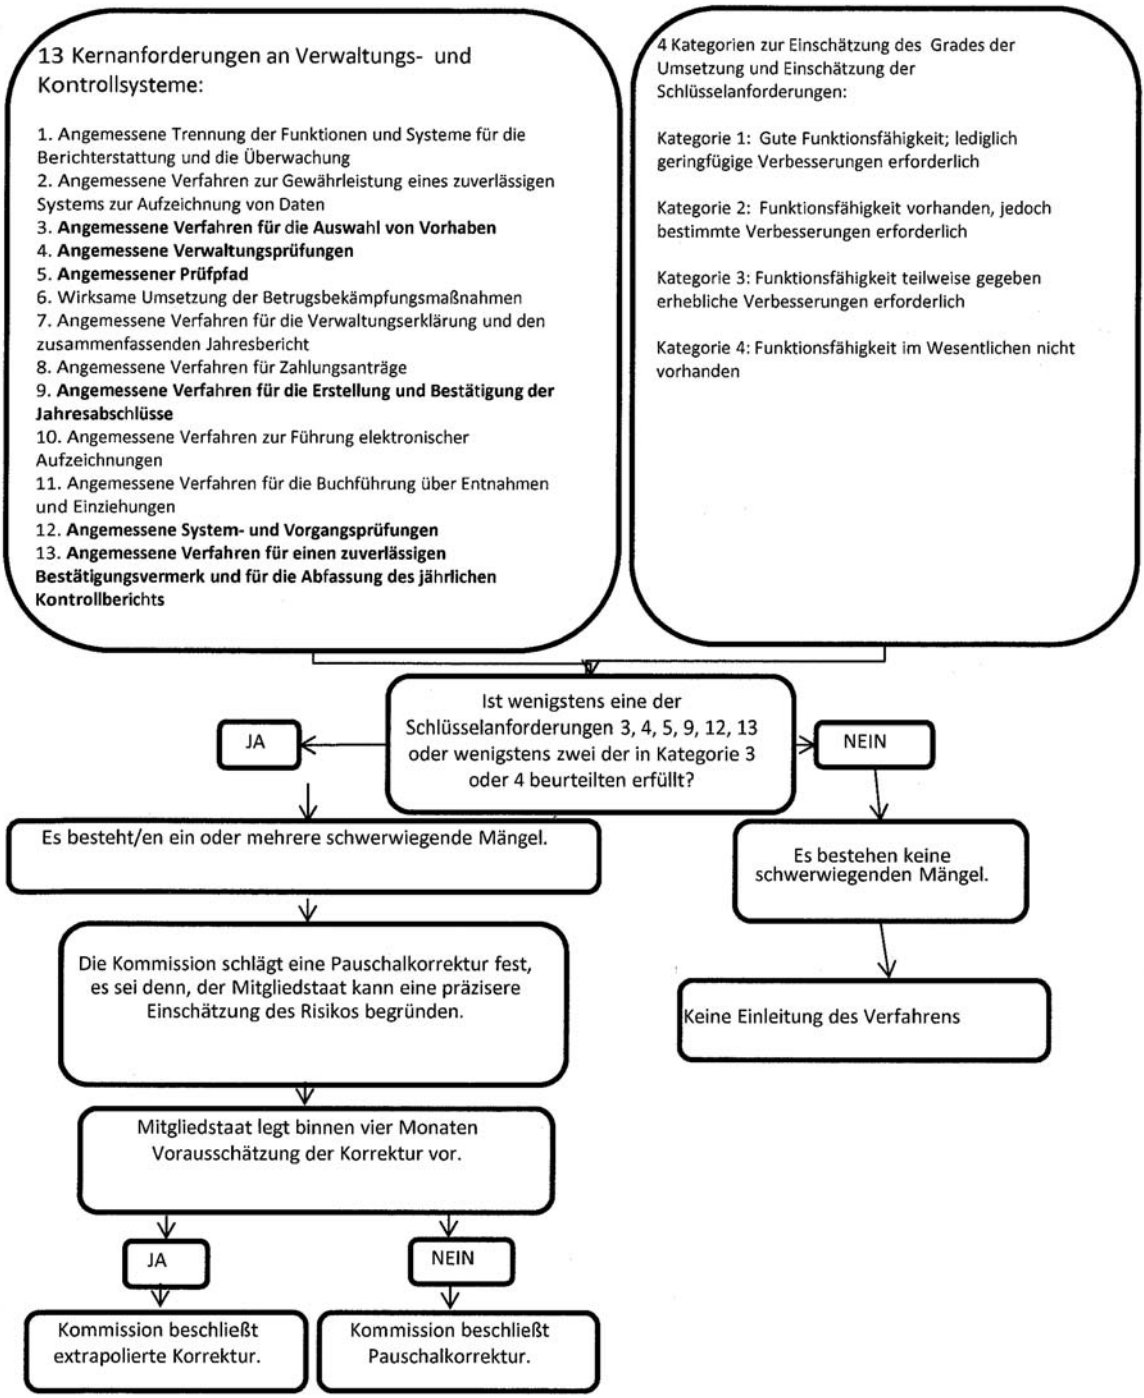 13 Kernanforderungen an Verwaltungs- und
Kontrollsysteme:
1. Angemessene Trennung der Funktionen und Systeme für die
Berichterstattung und die Überwachung
2. Angemessene Verfahren zur Gewährleistung eines zuverlässigen
Systems zur Aufzeichnung von Daten
3. Angemessene Verfahren für die Auswahl von Vorhaben
4. Angemessene Verwaltungsprüfungen
5. Angemessener Prüfpfad
6. Wirksame Umsetzung der Betrugsbekämpfungsmaßnahmen
7. Angemessene Verfahren für die Verwaltungserklärung und den
zusammenfassenden Jahresbericht
8. Angemessene Verfahren für Zahlungsanträge
9. Angemessene Verfahren für die Erstellung und Bestätigung der
Jahresabschlüsse
10. Angemessene Verfahren zur Führung elektronischer
Aufzeichnungen
11. Angemessene Verfahren für die Buchführung über Entnahmen
und Einziehungen
12. Angemessene System- und Vorgangsprüfungen
13. Angemessene Verfahren für einen zuverlässigen
Bestätigungsvermerk und für die Abfassung des jährlichen
Kontrollberichts
4 Kategorien zur Einschätzung des Grades der
Umsetzung und Einschätzung der
Schlüsselanforderungen:
Kategorie 1: Gute Funktionsfähigkeit; lediglich
geringfügige Verbesserungen erforderlich
Kategorie 2: Funktionsfähigkeit vorhanden, jedoch
bestimmte Verbesserungen erforderlich
Kategorie 3: Funktionsfähigkeit teilweise gegeben
erhebliche Verbesserungen erforderlich
Kategorie 4: Funktionsfähigkeit im Wesentlichen nicht
vorhanden
Ist wenigstens eine der
Schlüsselanforderungen 3, 4, 5, 9, 12, 13
oder wenigstens zwei der in Kategorie 3
oder 4 beurteilten erfüllt?
JA
NEIN
Es besteht/en ein oder mehrere schwerwiegende Mängel.
Es bestehen keine
schwerwiegenden Mängel.
Die Kommission schlägt eine Pauschalkorrektur fest,
es sei denn, der Mitgliedstaat kann eine präzisere
Einschätzung des Risikos begründen.
Keine Einleitung des Verfahrens
Mitgliedstaat legt binnen vier Monaten
Vorausschätzung der Korrektur vor.
JA
NEIN
Kommission beschließt
extrapolierte Korrektur.
Kommission beschließt
Pauschalkorrektur.